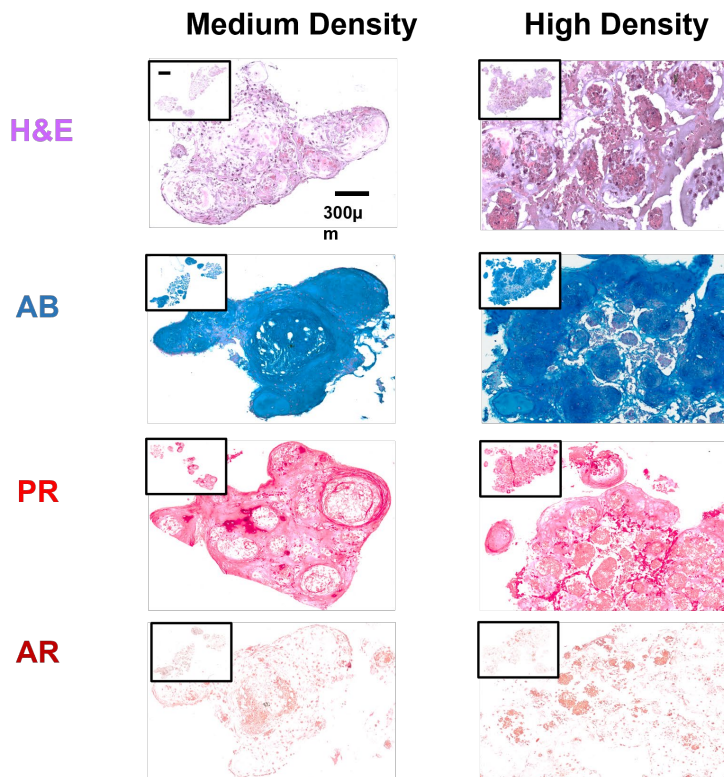 Medium Density
High Density
H&E
300μ
m
AB
PR
AR